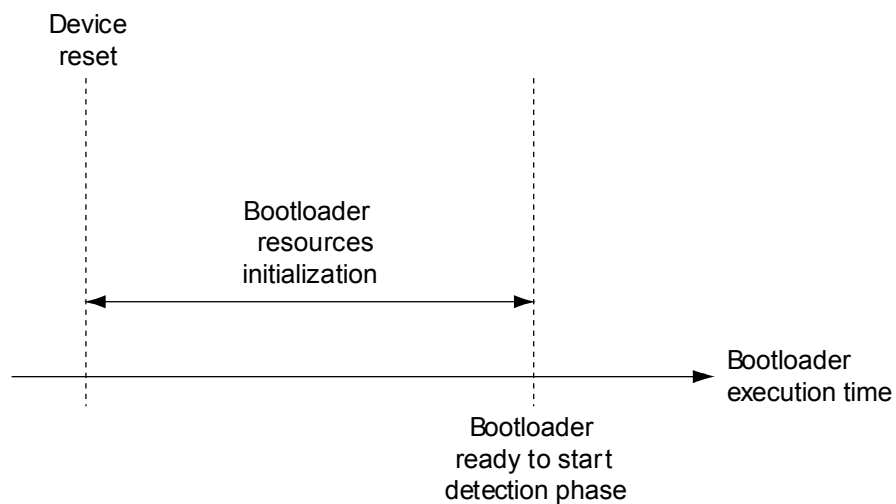 Device
reset
Bootloader
resources
initialization
Bootloader
execution time
Bootloader
ready to start
detection phase